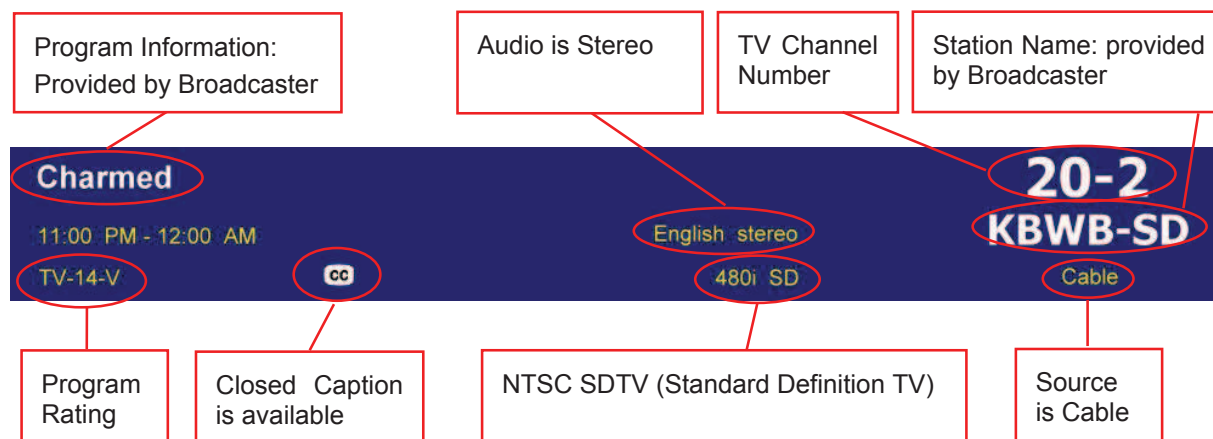 Program Information:
Provided by Broadcaster
Audio is Stereo
TV Channel
Number
Station Name: provided
by Broadcaster
Charmed
20-2
11:00 PM - 12:00 AM
English stereo
KBWB-SD
TV-14-V
CC
480i SD
Cable
Program
Rating
Closed Caption
is available
NTSC SDTV (Standard Definition TV)
Source
is Cable